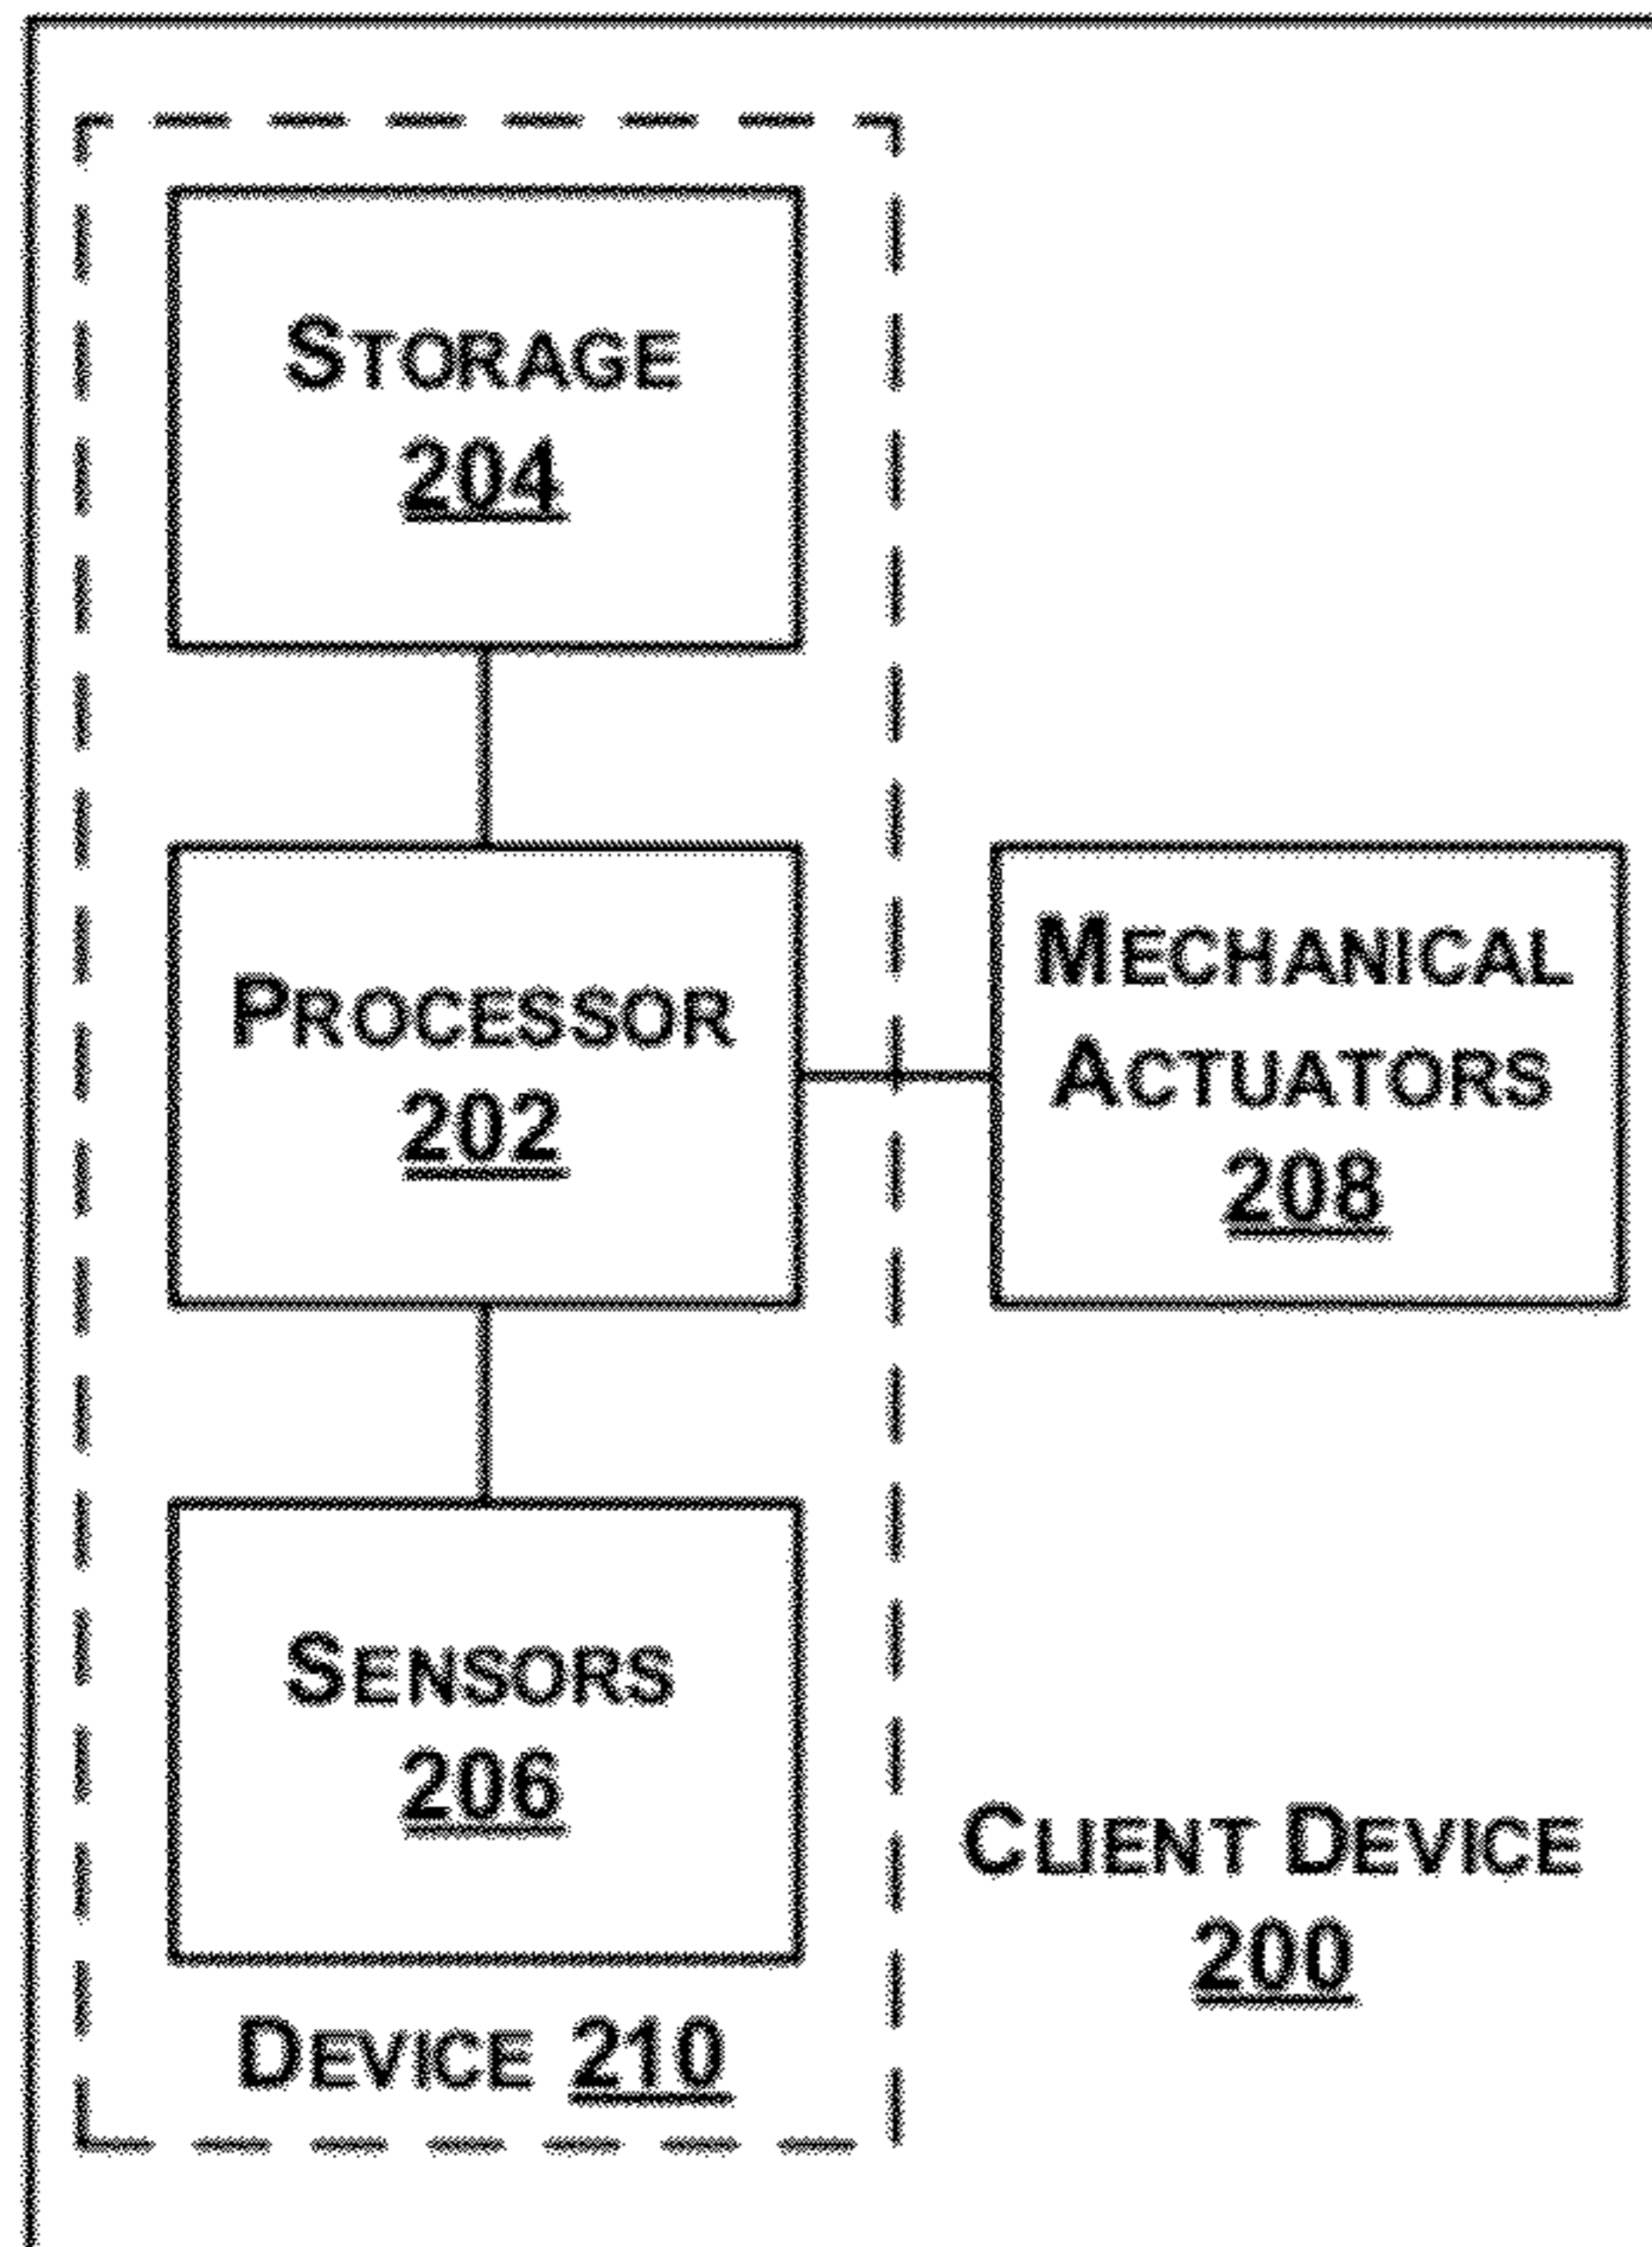 STORAGE
204
PROCESSOR
202
MECHANICAL
ACTUATORS
208
SENSORS
206
CLIENT DEVICE
200
DEVICE 210